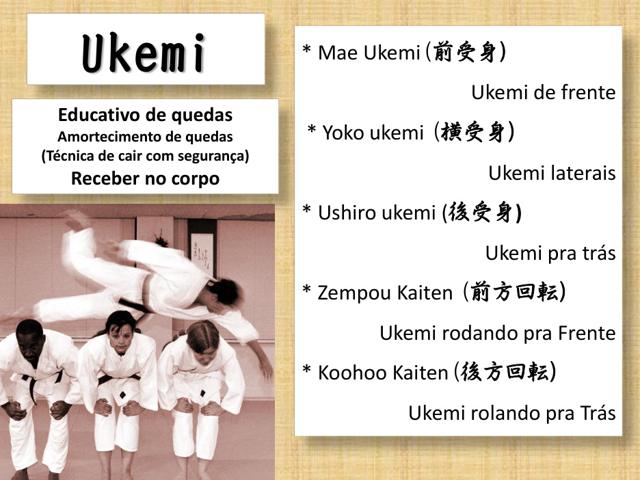 Ukemi
Educativo de quedas
Amortecimento de quedas
(Técnica de cair com segurança)
Receber no corpo
* Mae Ukemi (前受身)
Ukemi de frente
* Yoko ukemi (横受身)
Ukemi laterais
* Ushiro ukemi (後受身)
Ukemi pra trás
* Zempou Kaiten (前方回転)
Ukemi rodando pra Frente
* Koohoo Kaiten (後方回転)
Ukemi rolando pra Trás